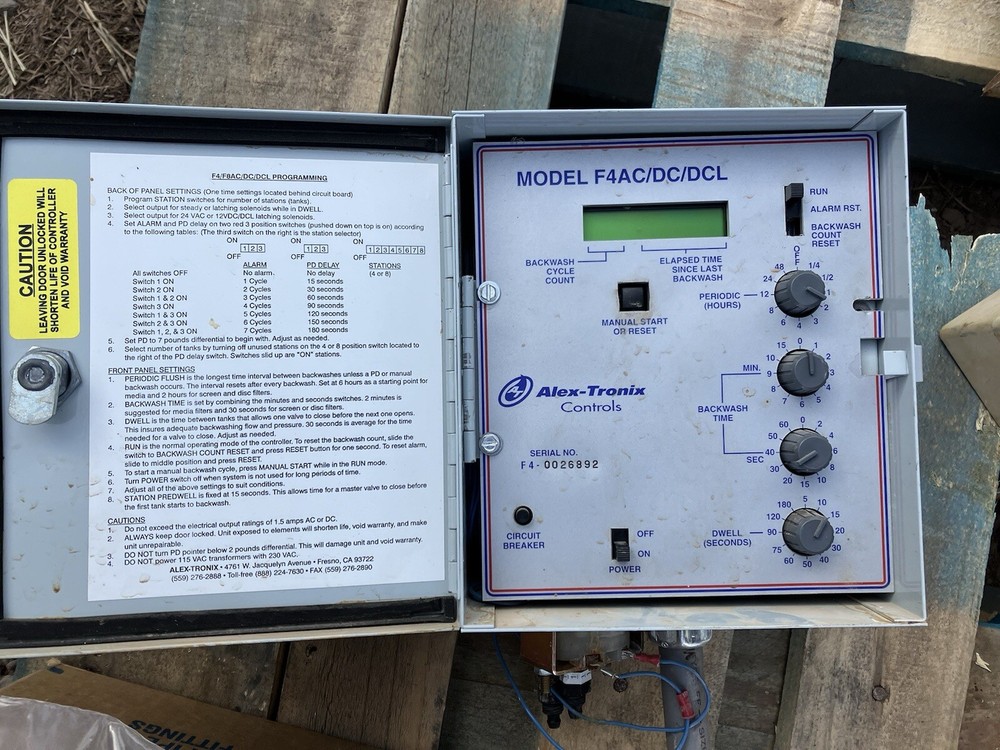 CAUTION
LEAVING DOOR UNLOCKED WILL
SHORTEN LIFE OF CONTROLLER
AND VOID WARRANTY
F4/F8AC/DC/DCL PROGRAMMING
BACK OF PANEL SETTINGS (One time settings located behind circuit board)
1. Program STATION switches for number of stations (tanks).
2. Select output for steady or latching solenoids while in DWELL.
3. Select output for 24 VAC or 12VDC/DCL latching solenoids.
4. Set ALARM and PD delay on two red 3 position switches (pushed down on top is on) according
to the following tables: (The third switch on the right is the station selector)
ON ON ON
1 2 3 1 2 3 1 2 3 4 5 6 7 8
OFF OFF OFF
ALARM PD DELAY STATIONS
All switches OFF No alarm. No delay (4 or 8)
Switch 1 ON 1 Cycle 15 seconds
Switch 2 ON 2 Cycles 30 seconds
Switch 1 & 2 ON 3 Cycles 60 seconds
Switch 3 ON 4 Cycles 90 seconds
Switch 1 & 3 ON 5 Cycles 120 seconds
Switch 2 & 3 ON 6 Cycles 150 seconds
Switch 1, 2, & 3 ON 7 Cycles 180 seconds
5. Set PD to 7 pounds differential to begin with. Adjust as needed.
6. Select number of tanks by turning off unused stations on the 4 or 8 position switch located to
the right of the PD delay switch. Switches slid up are "ON" stations.
FRONT PANEL SETTINGS
1. PERIODIC FLUSH is the longest time interval between backwashes unless a PD or manual
backwash occurs. The interval resets after every backwash. Set at 6 hours as a starting point for
media and 2 hours for screen and disc filters.
2. BACKWASH TIME is set by combining the minutes and seconds switches. 2 minutes is
suggested for media filters and 30 seconds for screen or disc filters.
3. DWELL is the time between tanks that allows one valve to close before the next one opens.
This insures adequate backwashing flow and pressure. 30 seconds is average for the time
needed for a valve to close. Adjust as needed.
4. RUN is the normal operating mode of the controller. To reset the backwash count, slide the
switch to BACKWASH COUNT RESET and press RESET button for one second. To reset alarm,
slide to middle position and press RESET.
5. To start a manual backwash cycle, press MANUAL START while in the RUN mode.
6. Turn POWER switch off when system is not used for long periods of time.
7. Adjust all of the above settings to suit conditions.
8. STATION PREDWELL is fixed at 15 seconds. This allows time for a master valve to close before
the first tank starts to backwash.
CAUTIONS
1. Do not exceed the electrical output ratings of 1.5 amps AC or DC.
2. ALWAYS keep door locked. Unit exposed to elements will shorten life, void warranty, and make
unit unrepairable.
3. DO NOT turn PD pointer below 2 pounds differential. This will damage unit and void warranty.
4. DO NOT power 115 VAC transformers with 230 VAC.
ALEX-TRONIX • 4761 W. Jacquelyn Avenue • Fresno, CA 93722
(559) 276-2888 • Toll-free (888) 224-7630 • FAX (559) 276-2890
MODEL F4AC/DC/DCL
RUN
ALARM RST.
BACKWASH
COUNT
RESET
BACKWASH
CYCLE
COUNT
ELAPSED TIME
SINCE LAST
BACKWASH
MANUAL START
OR RESET
PERIODIC
(HOURS)
OFF 1/4 1/2 1 2 3 4 6 8 12 24 48
Alex-Tronix
Controls
BACKWASH
TIME
MIN.
0 1 2 3 4 5 6 7 8 9 10 15
SEC
0 2 4 6 8 10 15 20 30 40 50 60
SERIAL NO.
F4-0026892
CIRCUIT
BREAKER
OFF
ON
POWER
DWELL
(SECONDS)
5 10 15 20 30 40 50 60 75 90 120 180
FITTINGS